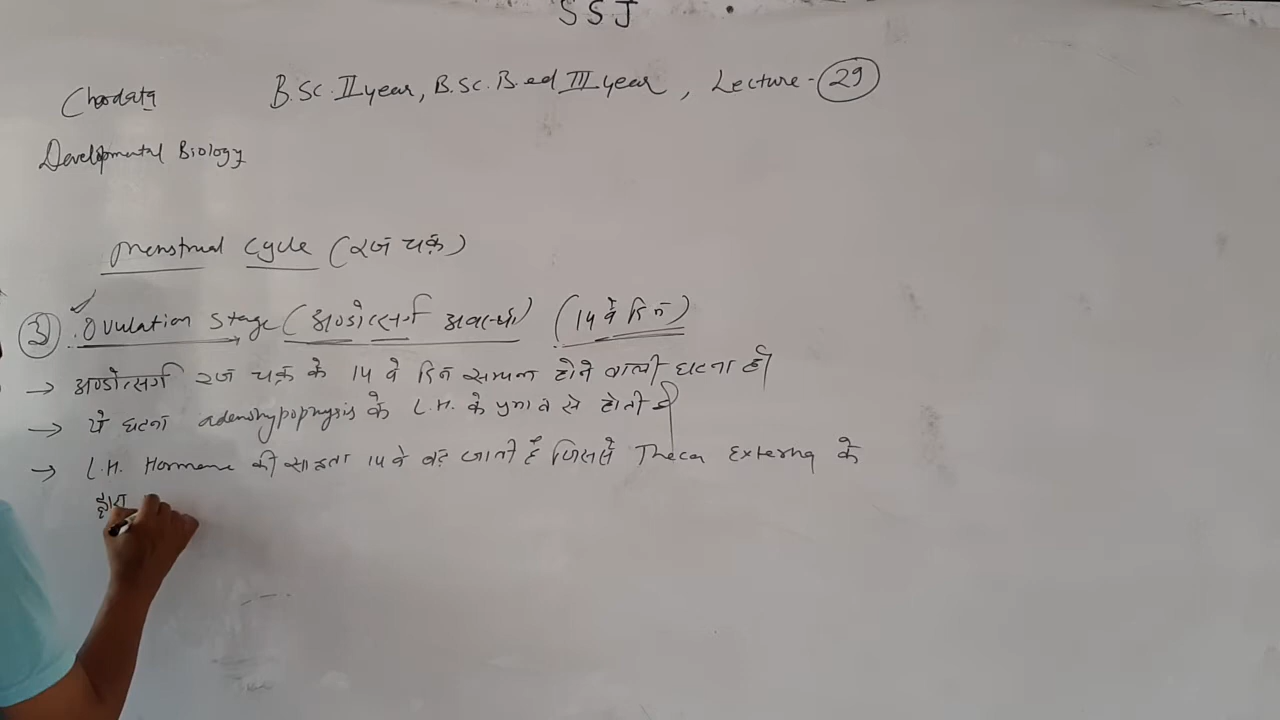 SSJ
Chordata B.Sc. II year, B.Sc. B.ed III year, Lecture - 29
Developmental Biology
Menstrual Cycle (रज चक्र)
3) Ovulation Stage (अण्डोत्सर्ग अवस्था) (14 वे दिन)
→ अण्डोत्सर्ग रज चक्र के 14 वे दिन सम्पन्न होने वाली घटना है।
→ ये घटना adenohypophysis के L.H. के प्रभाव से होती है
→ L.H. Hormone की सान्द्रता 14 वे बढ़ जाती है जिससे Theca Externa के
द्वारा